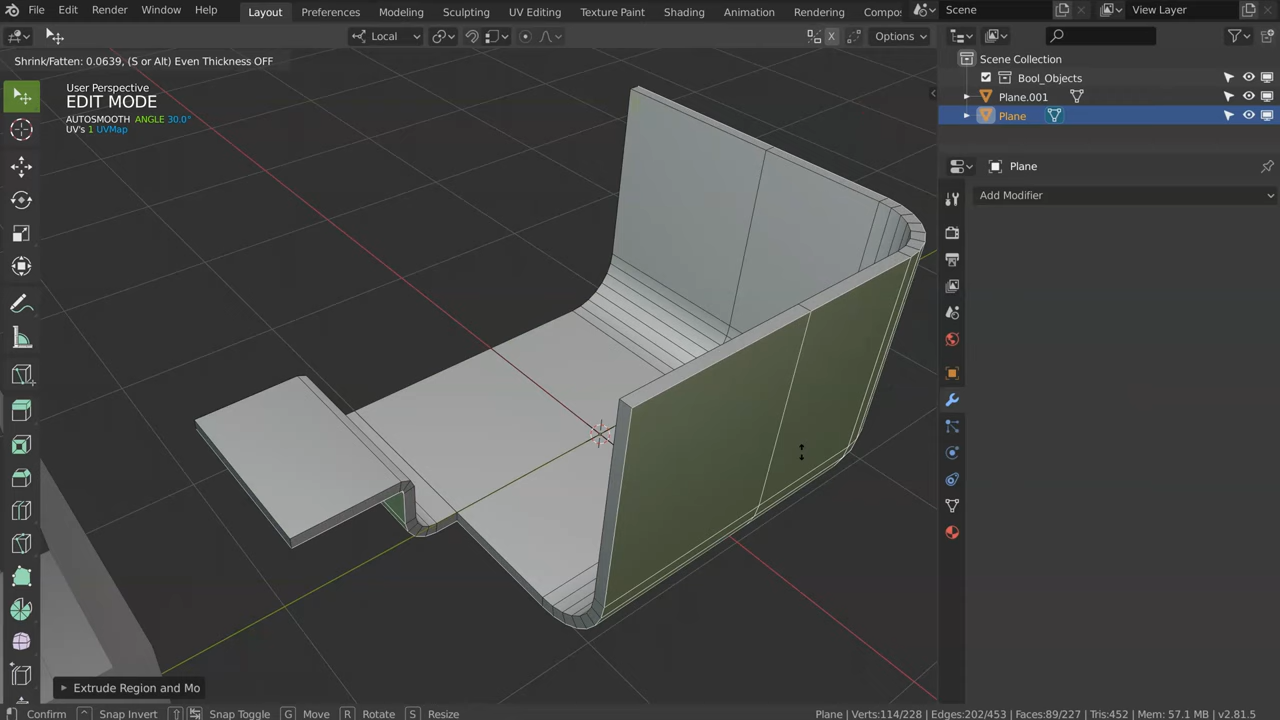 File Edit Render Window Help Layout Preferences Modeling Sculpting UV Editing Texture Paint Shading Animation Rendering Compos Scene View Layer
Local Options
Shrink/Fatten: 0.0639, (S or Alt) Even Thickness OFF
User Perspective
EDIT MODE
AUTOSMOOTH ANGLE 30.0°
UV's 1 UVMap
Scene Collection
Bool_Objects
Plane.001
Plane
Plane
Add Modifier
Extrude Region and Mo
Confirm Snap Invert Snap Toggle G Move R Rotate S Resize Plane | Verts:114/228 | Edges:202/453 | Faces:89/227 | Tris:452 | Mem: 57.1 MB | v2.81.5